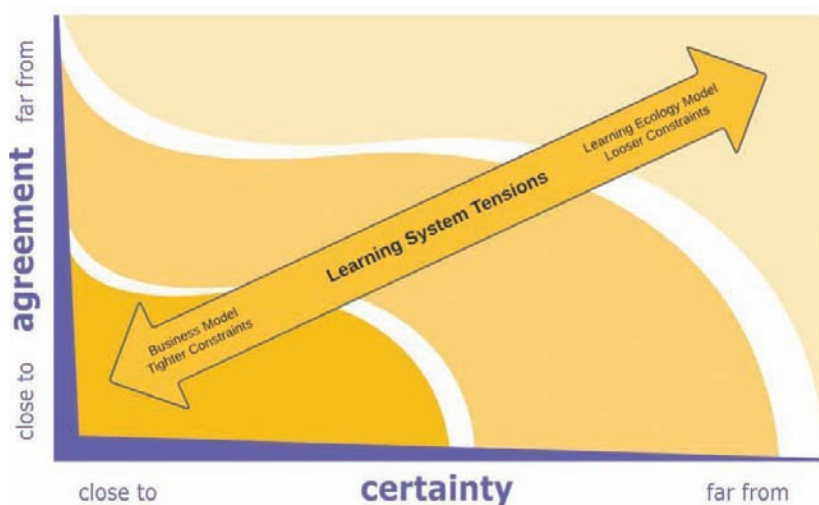 far from
agreement
close to
Learning Ecology Model
Looser Constraints
Learning System Tensions
Business Model
Tighter Constraints
close to
certainty
far from